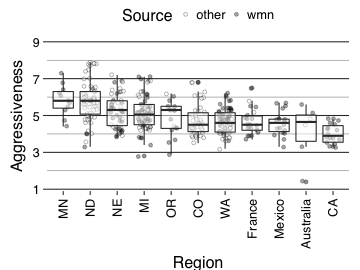 Source other wmn
Aggressiveness
9
7
5
3
1
MN ND NE MI OR CO WA France Mexico Australia CA
Region